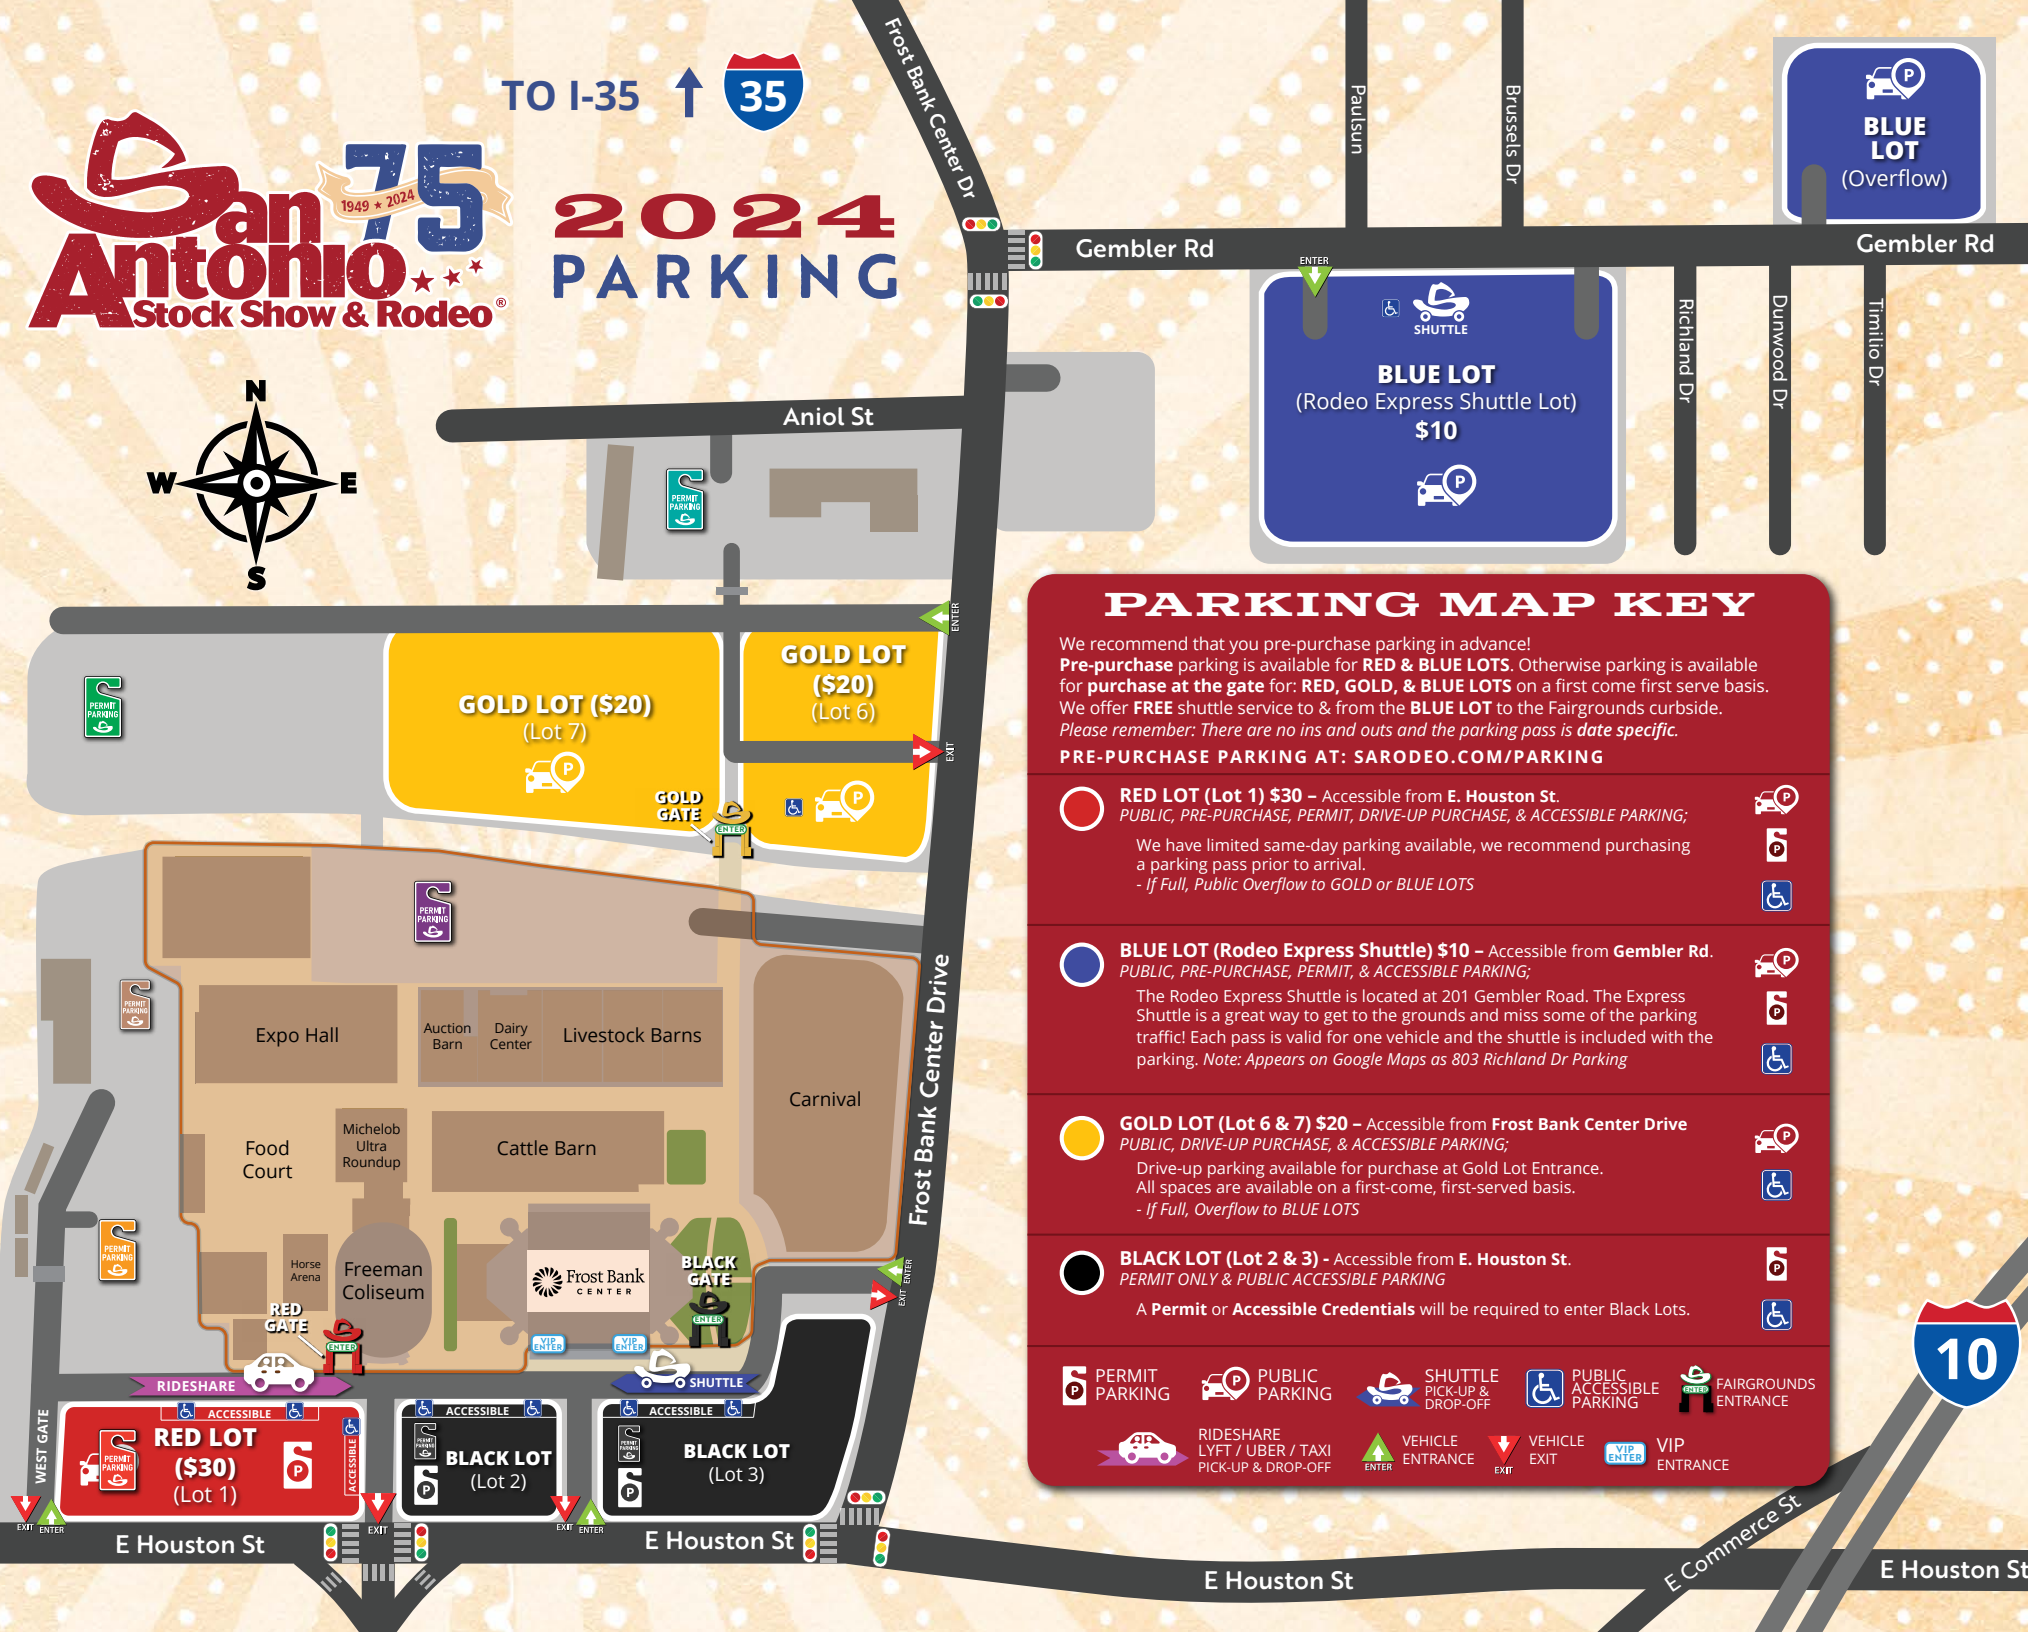 TO I-35
35
San
Antonio
Stock Show & Rodeo®
75
1949 ★ 2024
2024
PARKING
N
W
E
S
Frost Bank Center Dr
Paulsun
Brussels Dr
BLUE
LOT
(Overflow)
P
Gembler Rd
Gembler Rd
Richland Dr
Dunwood Dr
Timilio Dr
ENTER
SHUTTLE
BLUE LOT
(Rodeo Express Shuttle Lot)
$10
P
Aniol St
PERMIT
PARKING
ENTER
PERMIT
PARKING
GOLD LOT ($20)
(Lot 7)
P
GOLD LOT
($20)
(Lot 6)
P
EXIT
GOLD
GATE
ENTER
PERMIT
PARKING
PERMIT
PARKING
Expo Hall
Auction
Barn
Dairy
Center
Livestock Barns
Carnival
Frost Bank Center Drive
Food
Court
Michelob
Ultra
Roundup
Cattle Barn
PERMIT
PARKING
Horse
Arena
Freeman
Coliseum
Frost Bank
CENTER
BLACK
GATE
ENTER
VIP
ENTER
VIP
ENTER
ENTER
EXIT
RED
GATE
ENTER
RIDESHARE
SHUTTLE
WEST GATE
ACCESSIBLE
ACCESSIBLE
PERMIT
PARKING
RED LOT
($30)
(Lot 1)
P
ACCESSIBLE
PERMIT
PARKING
BLACK LOT
(Lot 2)
P
ACCESSIBLE
PERMIT
PARKING
BLACK LOT
(Lot 3)
P
EXIT
ENTER
EXIT
EXIT
ENTER
E Houston St
E Houston St
E Houston St
E Commerce St
E Houston St
10
PARKING MAP KEY
We recommend that you pre-purchase parking in advance!
Pre-purchase parking is available for RED & BLUE LOTS. Otherwise parking is available
for purchase at the gate for: RED, GOLD, & BLUE LOTS on a first come first serve basis.
We offer FREE shuttle service to & from the BLUE LOT to the Fairgrounds curbside.
Please remember: There are no ins and outs and the parking pass is date specific.
PRE-PURCHASE PARKING AT: SARODEO.COM/PARKING
RED LOT (Lot 1) $30 – Accessible from E. Houston St.
PUBLIC, PRE-PURCHASE, PERMIT, DRIVE-UP PURCHASE, & ACCESSIBLE PARKING;
We have limited same-day parking available, we recommend purchasing
a parking pass prior to arrival.
- If Full, Public Overflow to GOLD or BLUE LOTS
P
P
BLUE LOT (Rodeo Express Shuttle) $10 – Accessible from Gembler Rd.
PUBLIC, PRE-PURCHASE, PERMIT, & ACCESSIBLE PARKING;
The Rodeo Express Shuttle is located at 201 Gembler Road. The Express
Shuttle is a great way to get to the grounds and miss some of the parking
traffic! Each pass is valid for one vehicle and the shuttle is included with the
parking. Note: Appears on Google Maps as 803 Richland Dr Parking
P
P
GOLD LOT (Lot 6 & 7) $20 – Accessible from Frost Bank Center Drive
PUBLIC, DRIVE-UP PURCHASE, & ACCESSIBLE PARKING;
Drive-up parking available for purchase at Gold Lot Entrance.
All spaces are available on a first-come, first-served basis.
- If Full, Overflow to BLUE LOTS
P
BLACK LOT (Lot 2 & 3) - Accessible from E. Houston St.
PERMIT ONLY & PUBLIC ACCESSIBLE PARKING
A Permit or Accessible Credentials will be required to enter Black Lots.
P
P
PERMIT
PARKING
P
PUBLIC
PARKING
SHUTTLE
PICK-UP &
DROP-OFF
PUBLIC
ACCESSIBLE
PARKING
ENTER
FAIRGROUNDS
ENTRANCE
RIDESHARE
LYFT / UBER / TAXI
PICK-UP & DROP-OFF
ENTER
VEHICLE
ENTRANCE
EXIT
VEHICLE
EXIT
VIP
ENTER
VIP
ENTRANCE